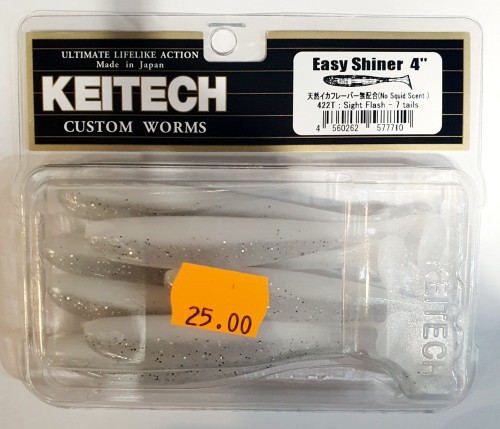 ULTIMATE LIFELIKE ACTION
Made in Japan
KEITECH
CUSTOM WORMS
Easy Shiner 4"
天然イカフレーバー無配合(No Squid Scent)
422T : Sight Flash - 7 tails
4 560262 577710
25.00
KEITECH